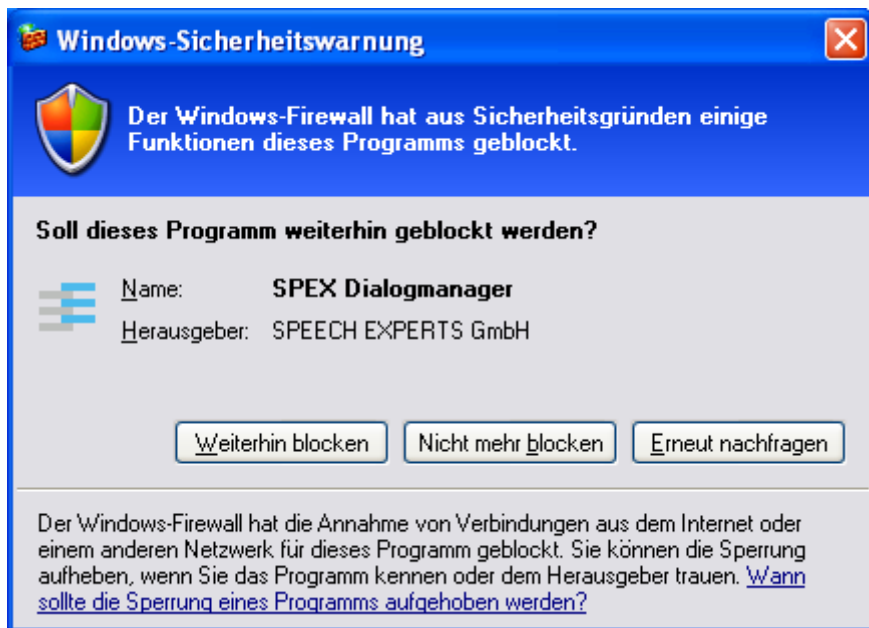 Windows-Sicherheitswarnung
Der Windows-Firewall hat aus Sicherheitsgründen einige
Funktionen dieses Programms geblockt.
Soll dieses Programm weiterhin geblockt werden?
Name: SPEX Dialogmanager
Herausgeber: SPEECH EXPERTS GmbH
Weiterhin blocken Nicht mehr blocken Erneut nachfragen
Der Windows-Firewall hat die Annahme von Verbindungen aus dem Internet oder
einem anderen Netzwerk für dieses Programm geblockt. Sie können die Sperrung
aufheben, wenn Sie das Programm kennen oder dem Herausgeber trauen. Wann
sollte die Sperrung eines Programms aufgehoben werden?